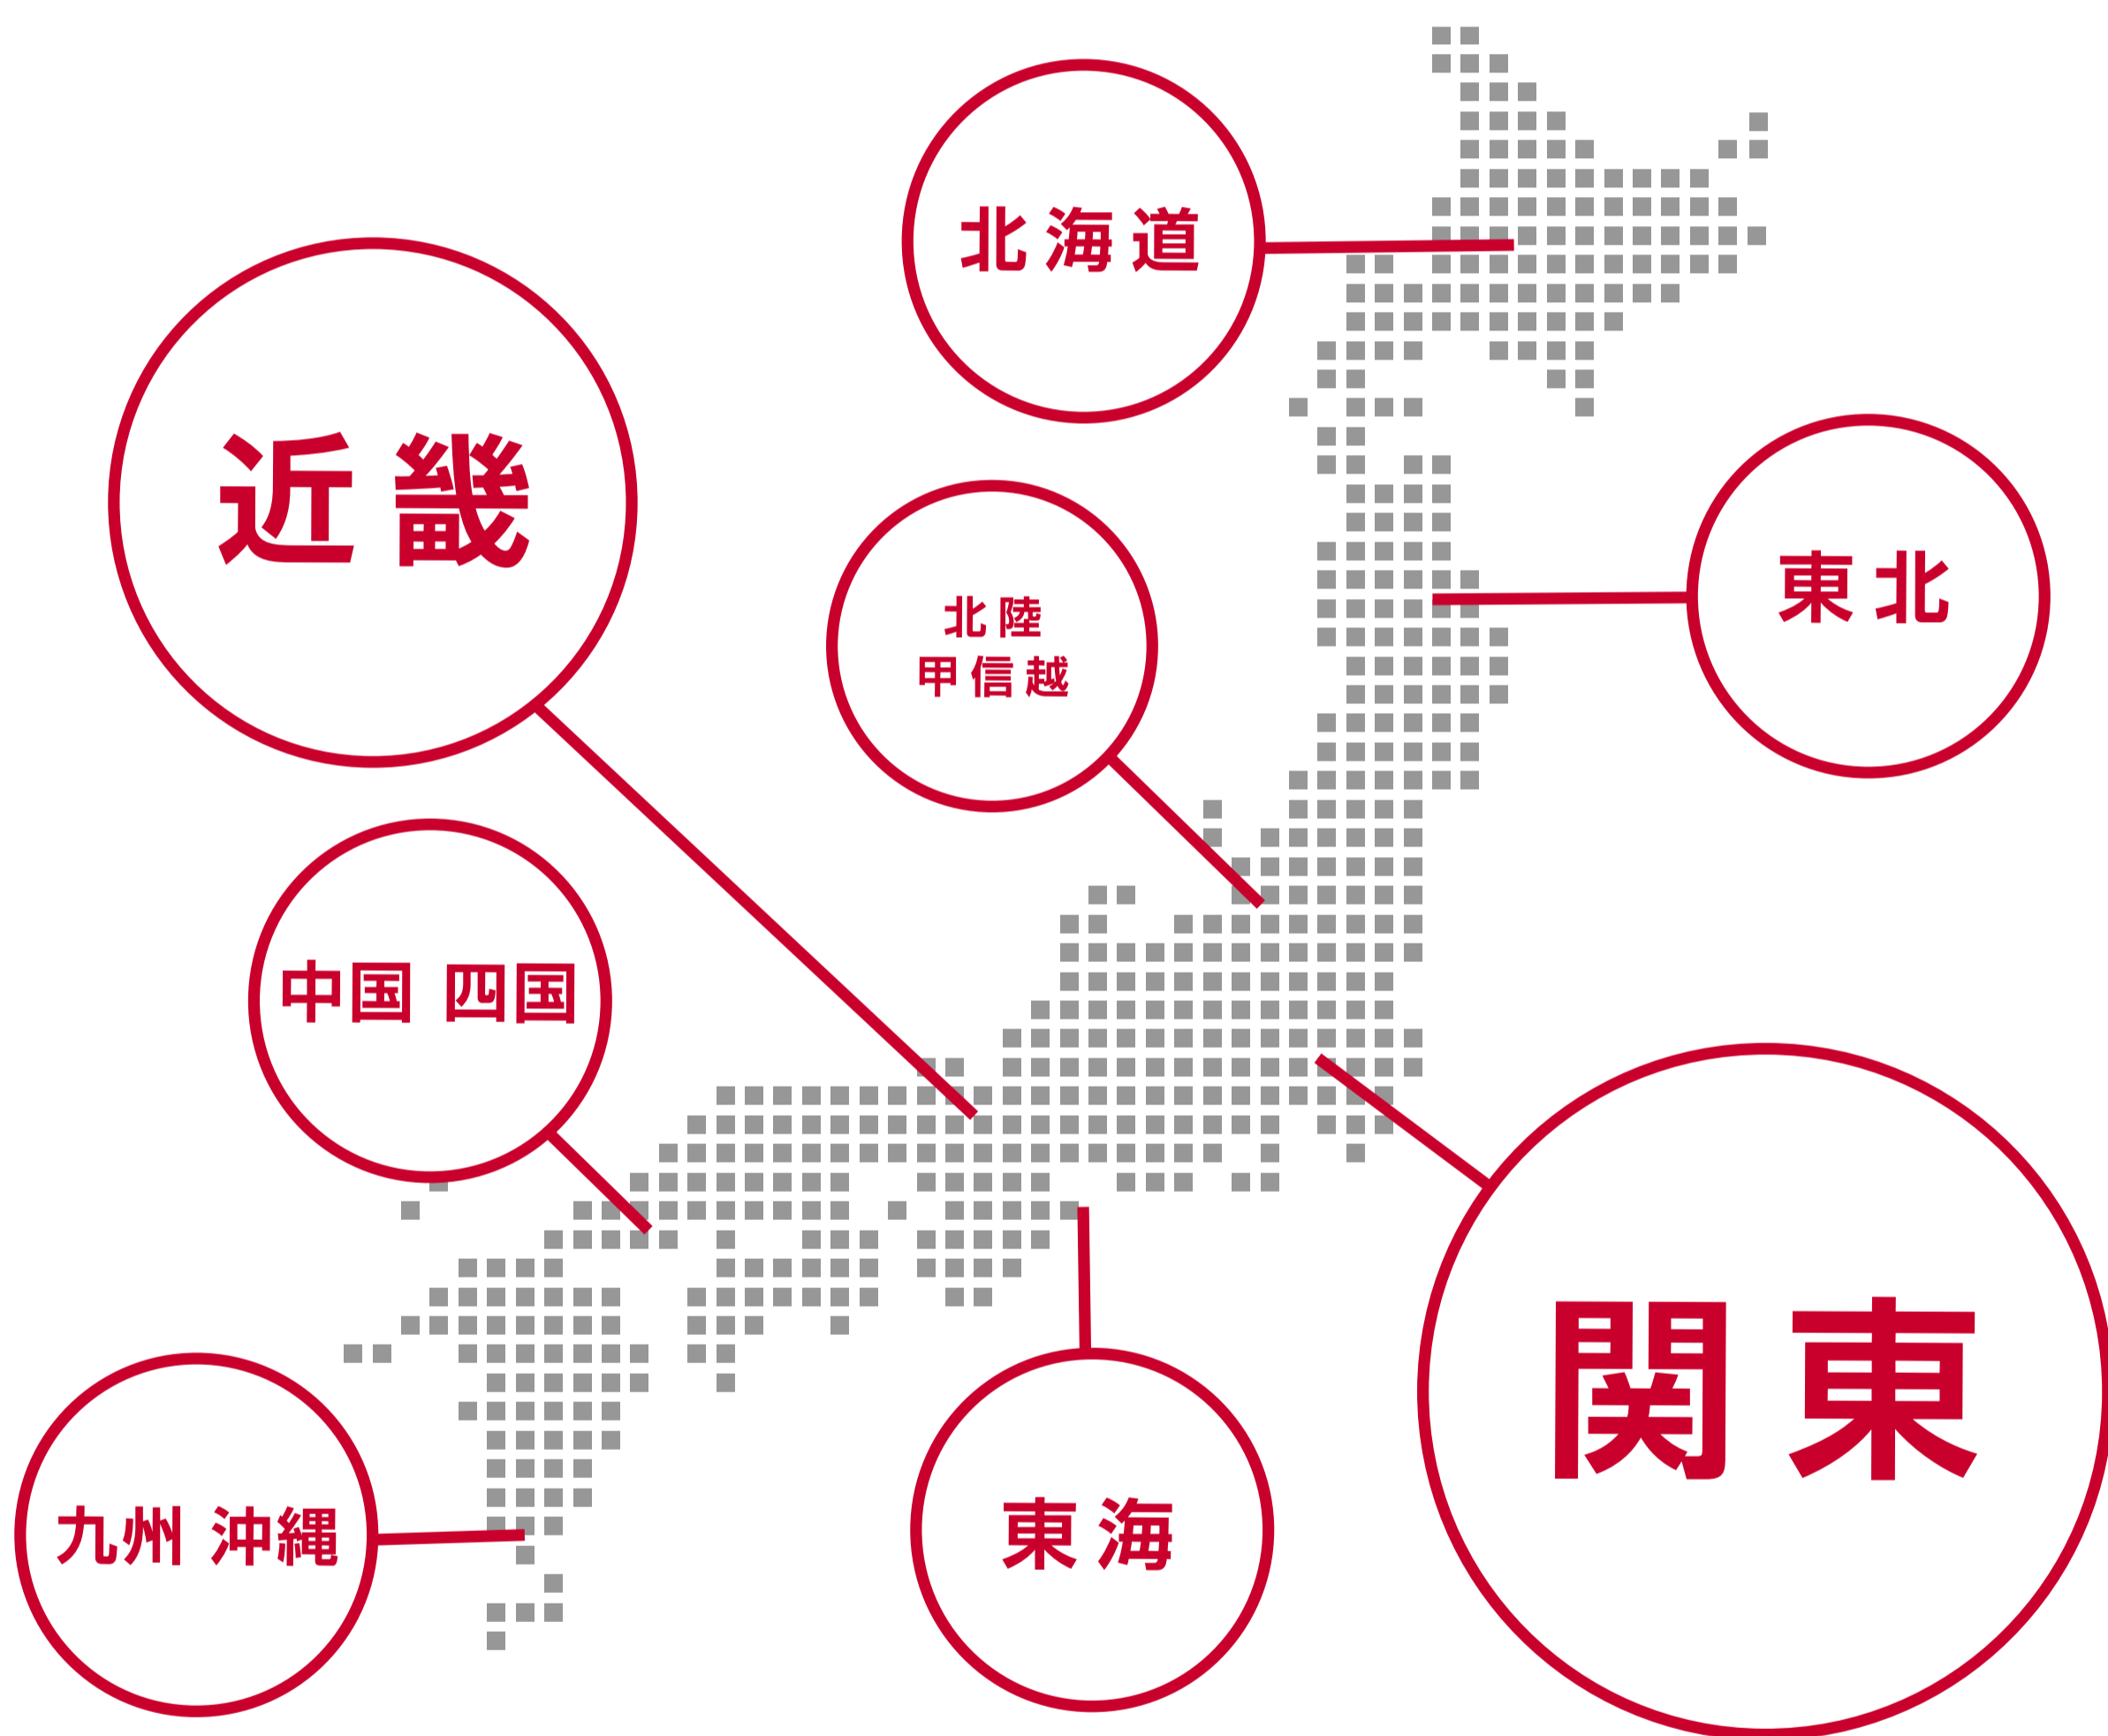 北海道
近畿
東北
北陸
甲信越
中国 四国
関東
東海
九州 沖縄